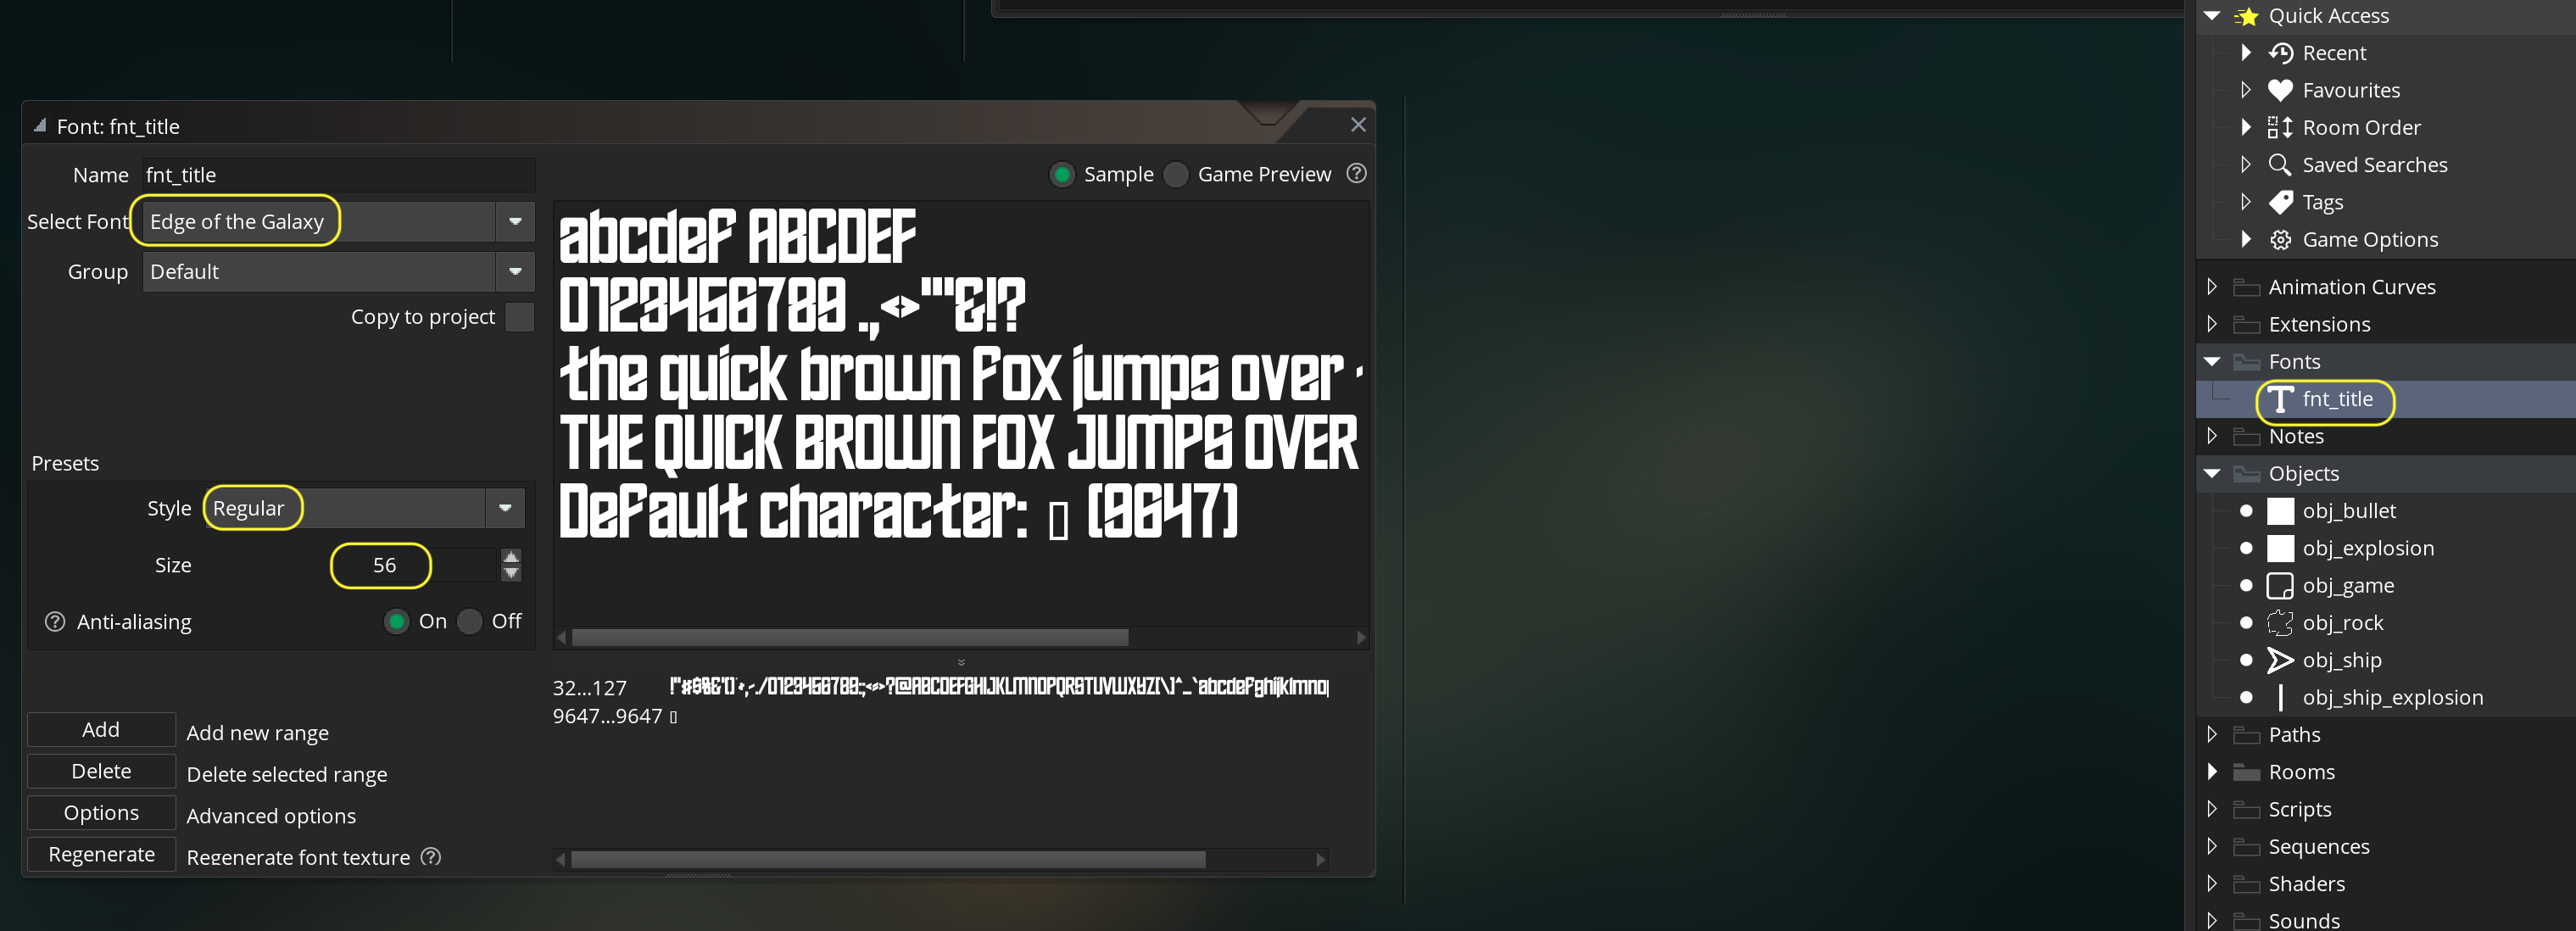 Font: fnt_title
Name fnt_title
Select Font Edge of the Galaxy
Group Default
Copy to project
Presets
Style Regular
Size 56
Anti-aliasing On Off
Add Add new range
Delete Delete selected range
Options Advanced options
Regenerate Regenerate font texture
Sample Game Preview
abcdef ABCDEF
0123456789 .,<>"'&!?
the quick brown fox jumps over
THE QUICK BROWN FOX JUMPS OVER
Default character: ▯ (9647)
32...127 !"#$%&'()*+,-./0123456789:;<=>?@ABCDEFGHIJKLMNOPQRSTUVWXYZ[\]^_`abcdefghijklmno
9647...9647 ▯
Quick Access
Recent
Favourites
Room Order
Saved Searches
Tags
Game Options
Animation Curves
Extensions
Fonts
fnt_title
Notes
Objects
obj_bullet
obj_explosion
obj_game
obj_rock
obj_ship
obj_ship_explosion
Paths
Rooms
Scripts
Sequences
Shaders
Sounds